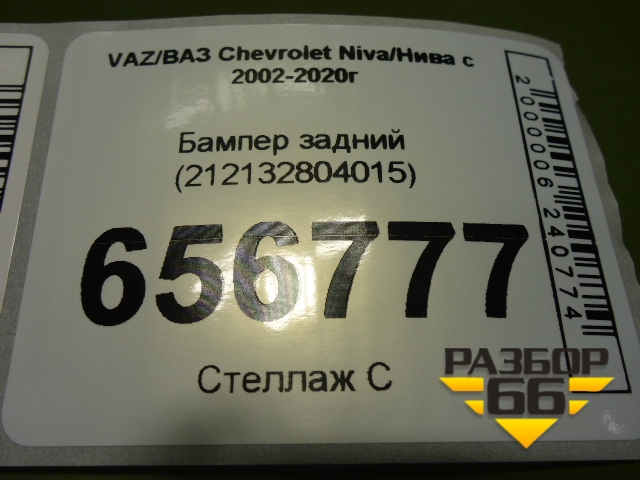 VAZ/ВАЗ Chevrolet Niva/Нива с
2002-2020г
Бампер задний
(212132804015)
656777
Стеллаж С
2000006240774
РАЗБОР
66